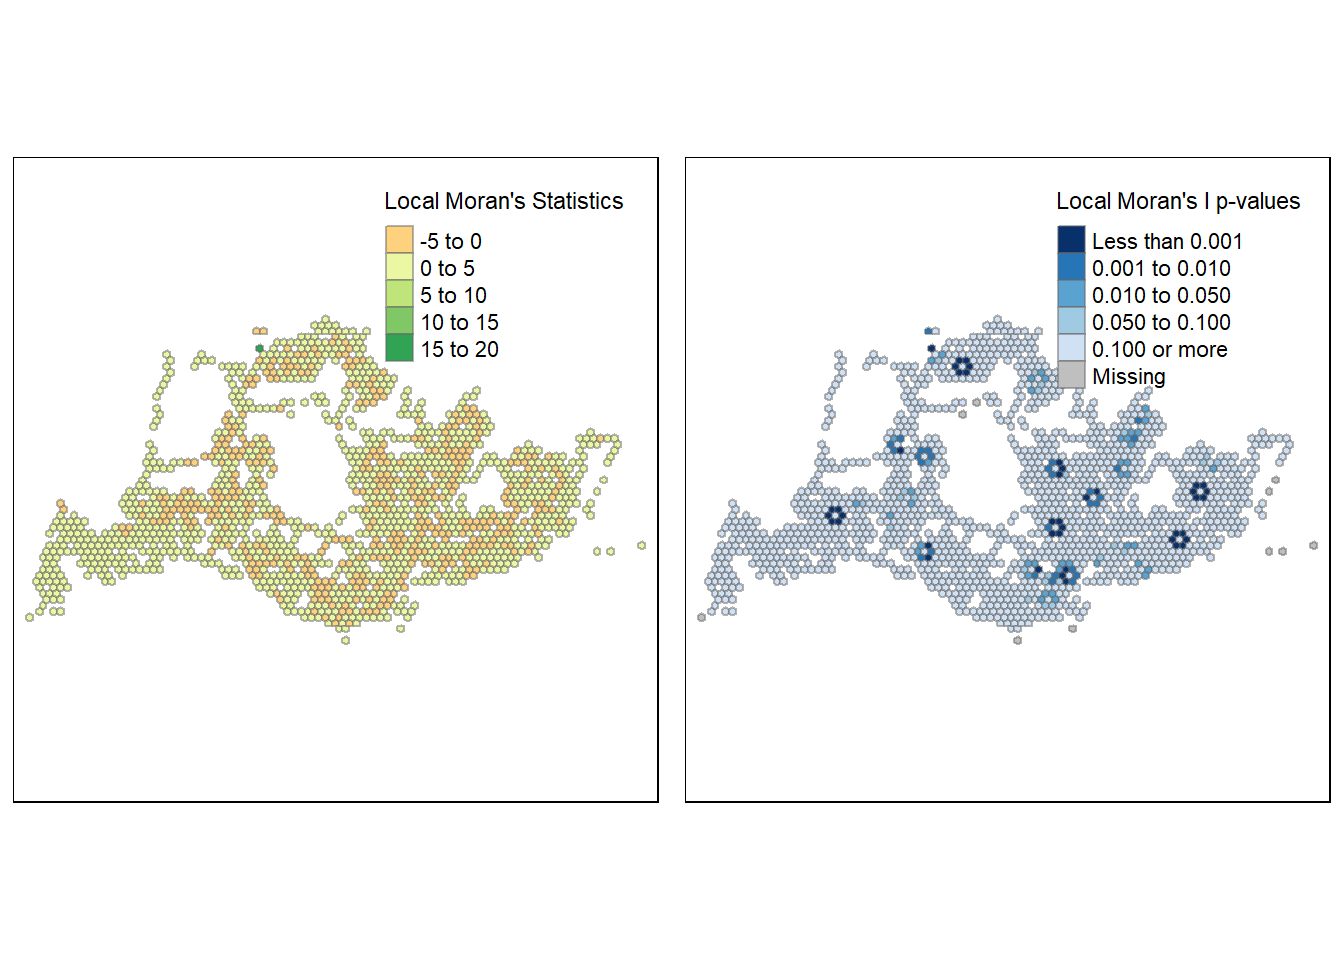 Local Moran's Statistics
-5 to 0
0 to 5
5 to 10
10 to 15
15 to 20
Local Moran's I p-values
Less than 0.001
0.001 to 0.010
0.010 to 0.050
0.050 to 0.100
0.100 or more
Missing